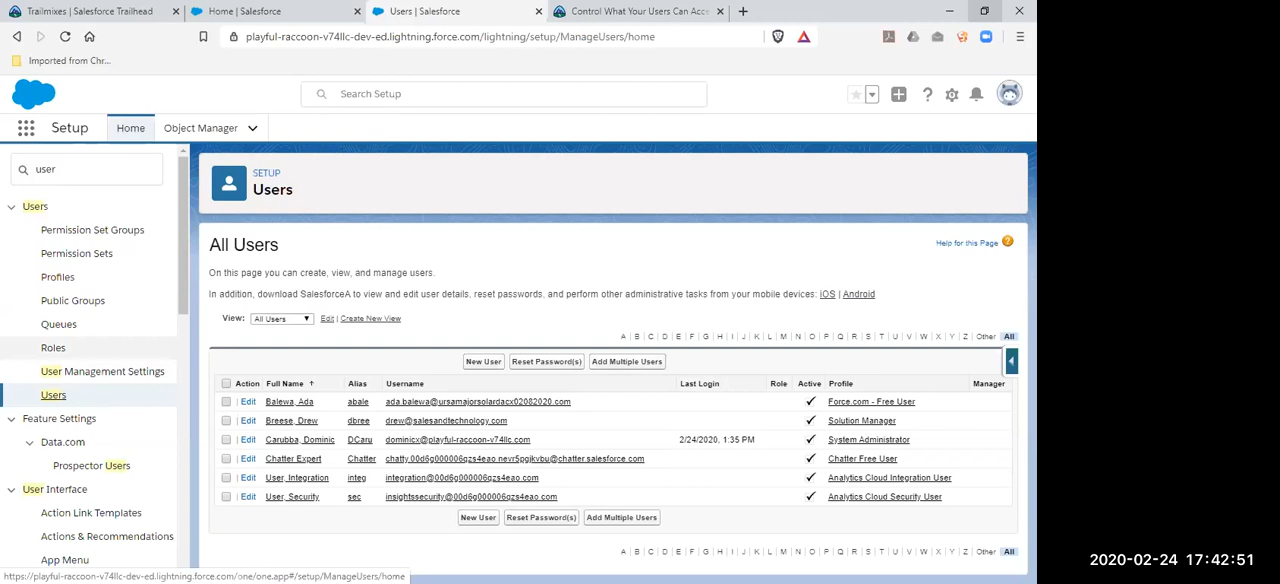 Trailmixes | Salesforce Trailhead
Home | Salesforce
Users | Salesforce
Control What Your Users Can Acc
playful-raccoon-v74llc-dev-ed.lightning.force.com/lightning/setup/ManageUsers/home
Imported from Chr...
Search Setup
Setup
Home
Object Manager
user
SETUP
Users
Users
Permission Set Groups
Permission Sets
Profiles
Public Groups
Queues
Roles
User Management Settings
Users
Feature Settings
Data.com
Prospector Users
User Interface
Action Link Templates
Actions & Recommendations
App Menu
All Users
Help for this Page ?
On this page you can create, view, and manage users.
In addition, download SalesforceA to view and edit user details, reset passwords, and perform other administrative tasks from your mobile devices: iOS | Android
View: All Users Edit | Create New View
A | B | C | D | E | F | G | H | I | J | K | L | M | N | O | P | Q | R | S | T | U | V | W | X | Y | Z | Other | All
New User Reset Password(s) Add Multiple Users
Action Full Name ↑ Alias Username Last Login Role Active Profile Manager
Edit Balewa, Ada abale ada.balewa@ursamajorsolardacx02082020.com Force.com - Free User
Edit Breese, Drew dbree drew@salesandtechnology.com Solution Manager
Edit Carubba, Dominic DCaru dominicx@playful-raccoon-v74llc.com 2/24/2020, 1:35 PM System Administrator
Edit Chatter Expert Chatter chatty.00d6g000006qzs4eao.nevr5pgjkvbu@chatter.salesforce.com Chatter Free User
Edit User, Integration integ integration@00d6g000006qzs4eao.com Analytics Cloud Integration User
Edit User, Security sec insightssecurity@00d6g000006qzs4eao.com Analytics Cloud Security User
New User Reset Password(s) Add Multiple Users
A | B | C | D | E | F | G | H | I | J | K | L | M | N | O | P | Q | R | S | T | U | V | W | X | Y | Z | Other | All
https://playful-raccoon-v74llc-dev-ed.lightning.force.com/one/one.app#/setup/ManageUsers/home
2020-02-24 17:42:51